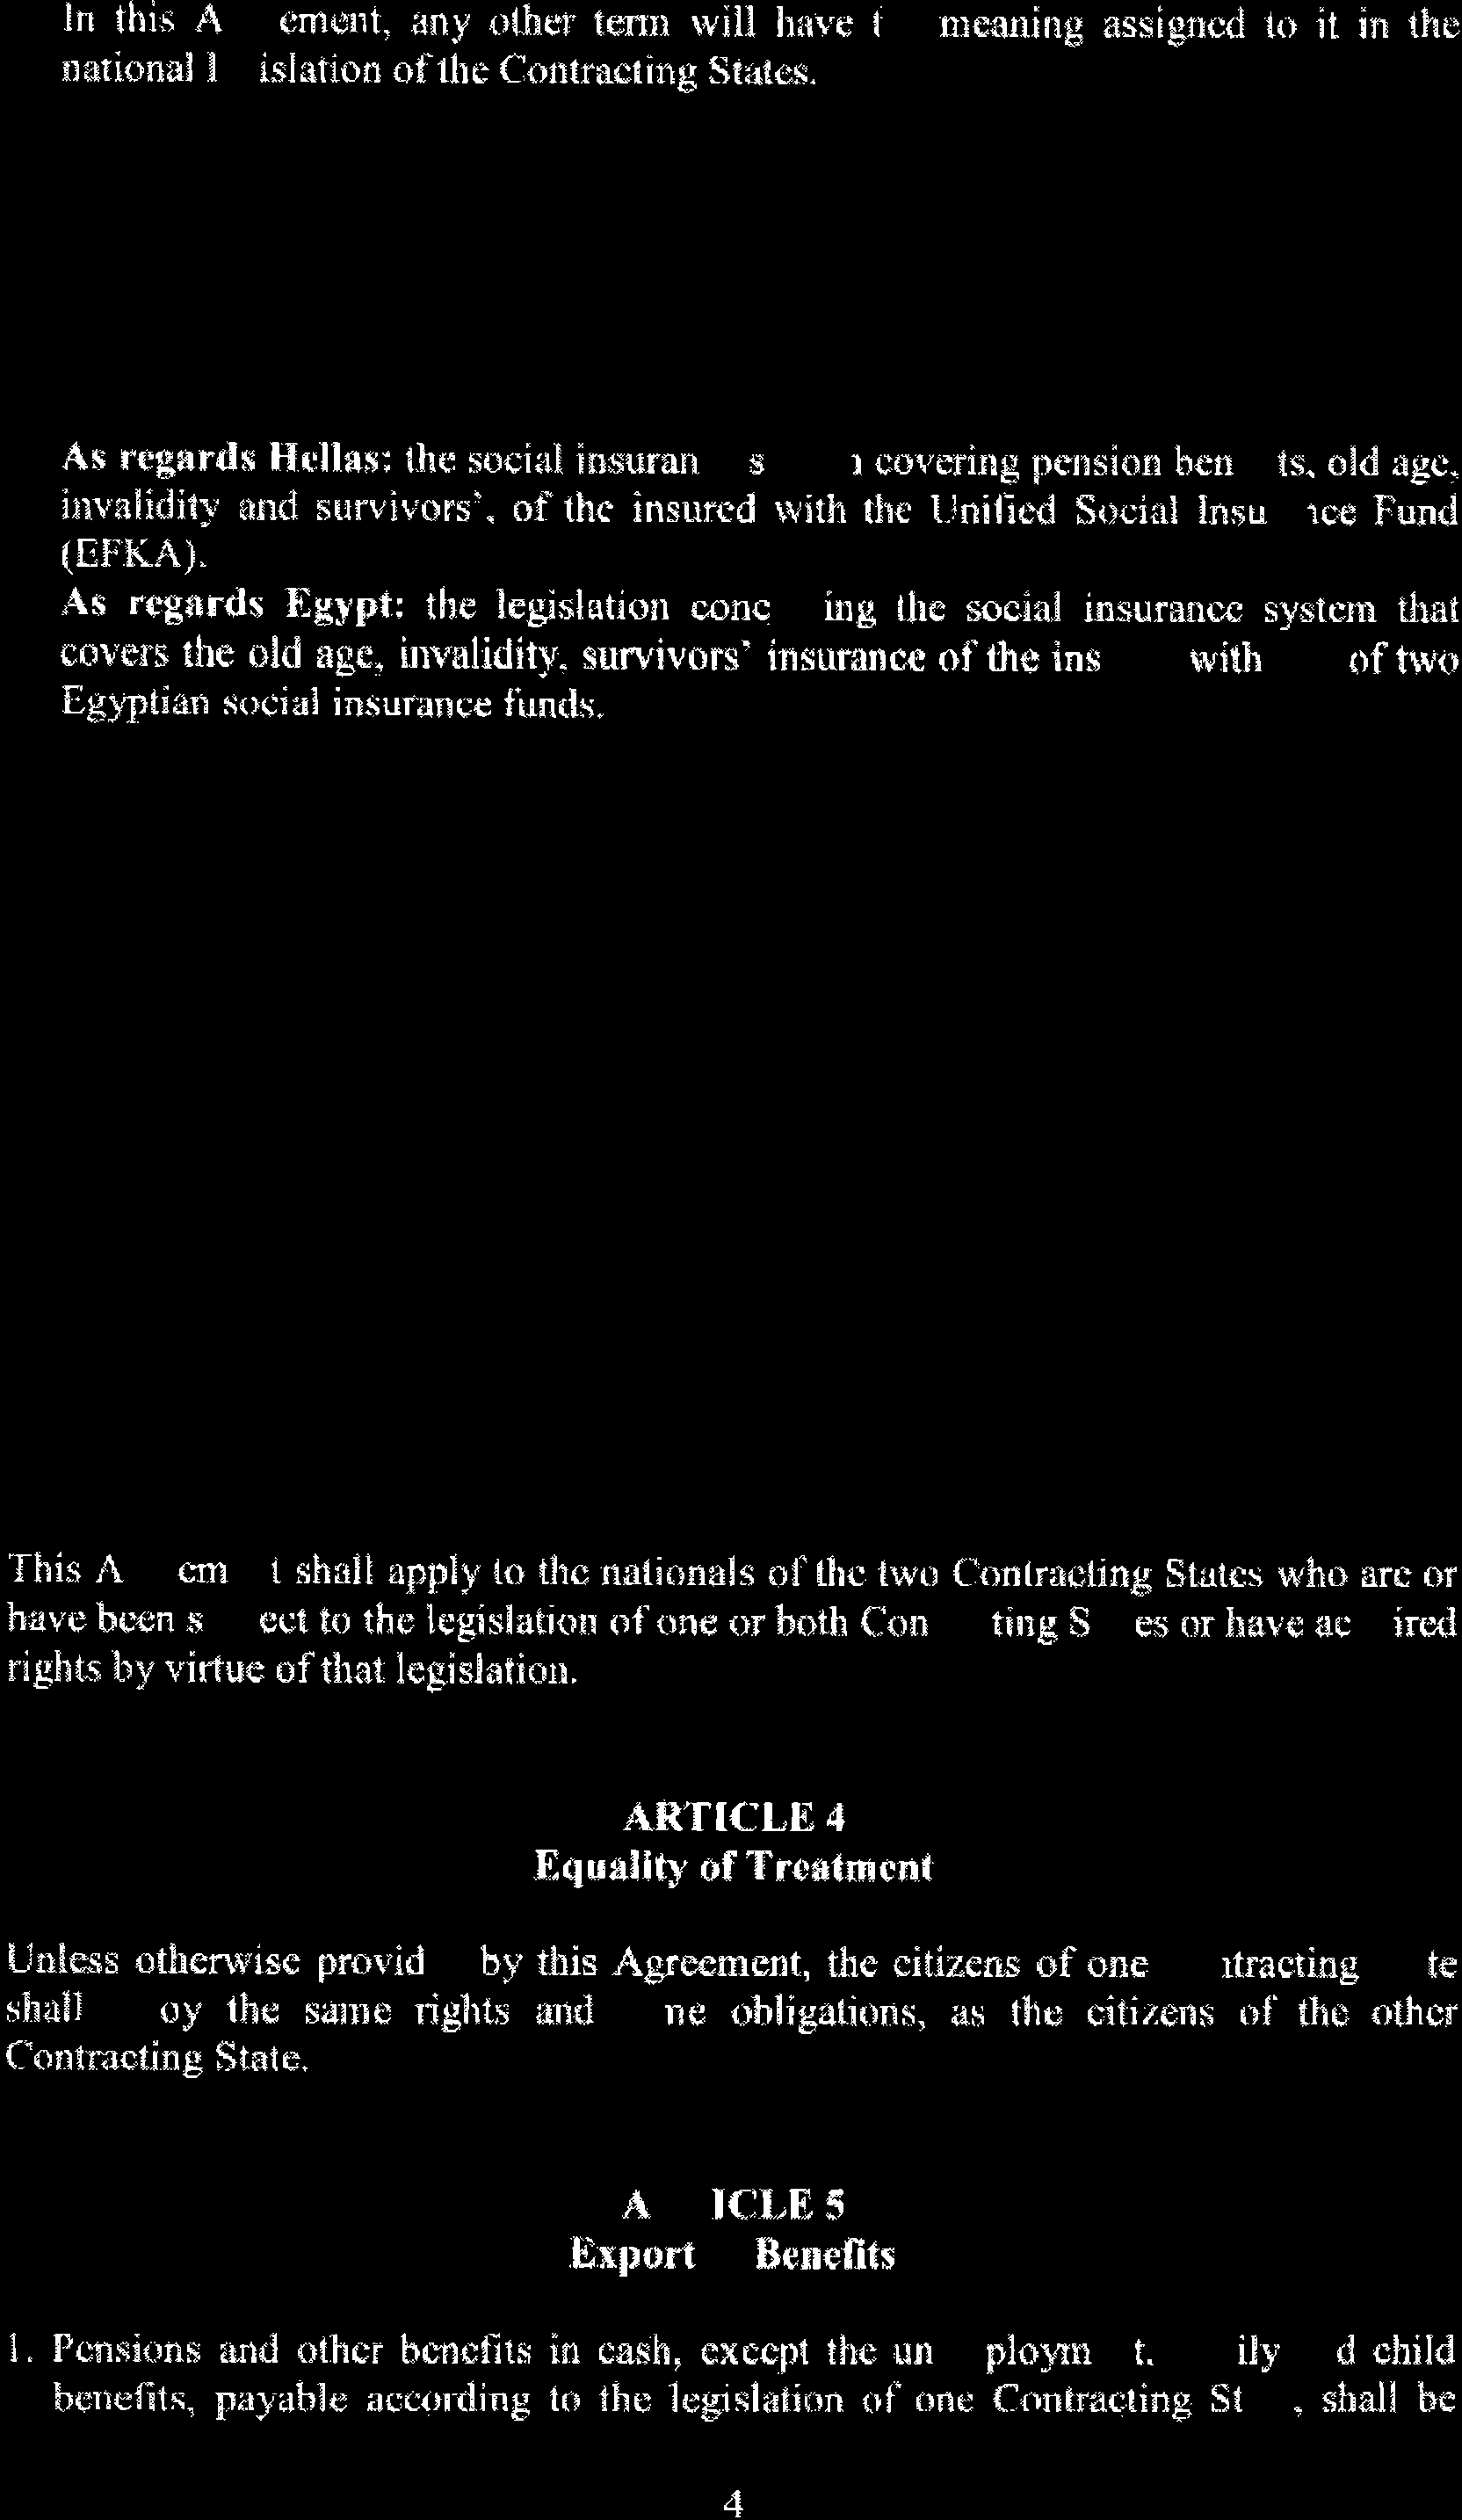 In this A ement, any other term will have t meaning assigned to it in the
national l islation of the Contracting States.
As regards Hellas: the social insuran s covering pension ben ts, old age,
invalidity and survivors', of the insured with the Unified Social Insu nce Fund
(EFKA).
As regards Egypt: the legislation conc ing the social insurance system that
covers the old age, invalidity, survivors' insurance of the ins with of two
Egyptian social insurance funds.
This A em t shall apply to the nationals of the two Contracting States who are or
have been s ect to the legislation of one or both Con ting S es or have ac ired
rights by virtue of that legislation.
ARTICLE 4
Equality of Treatment
Unless otherwise provid by this Agreement, the citizens of one ntracting te
shall oy the same rights and me obligations, as the citizens of the other
Contracting State.
A ICLE 5
Export Benefits
1. Pensions and other benefits in cash, except the un ploym t, ily d child
benefits, payable according to the legislation of one Contracting St , shall be
4